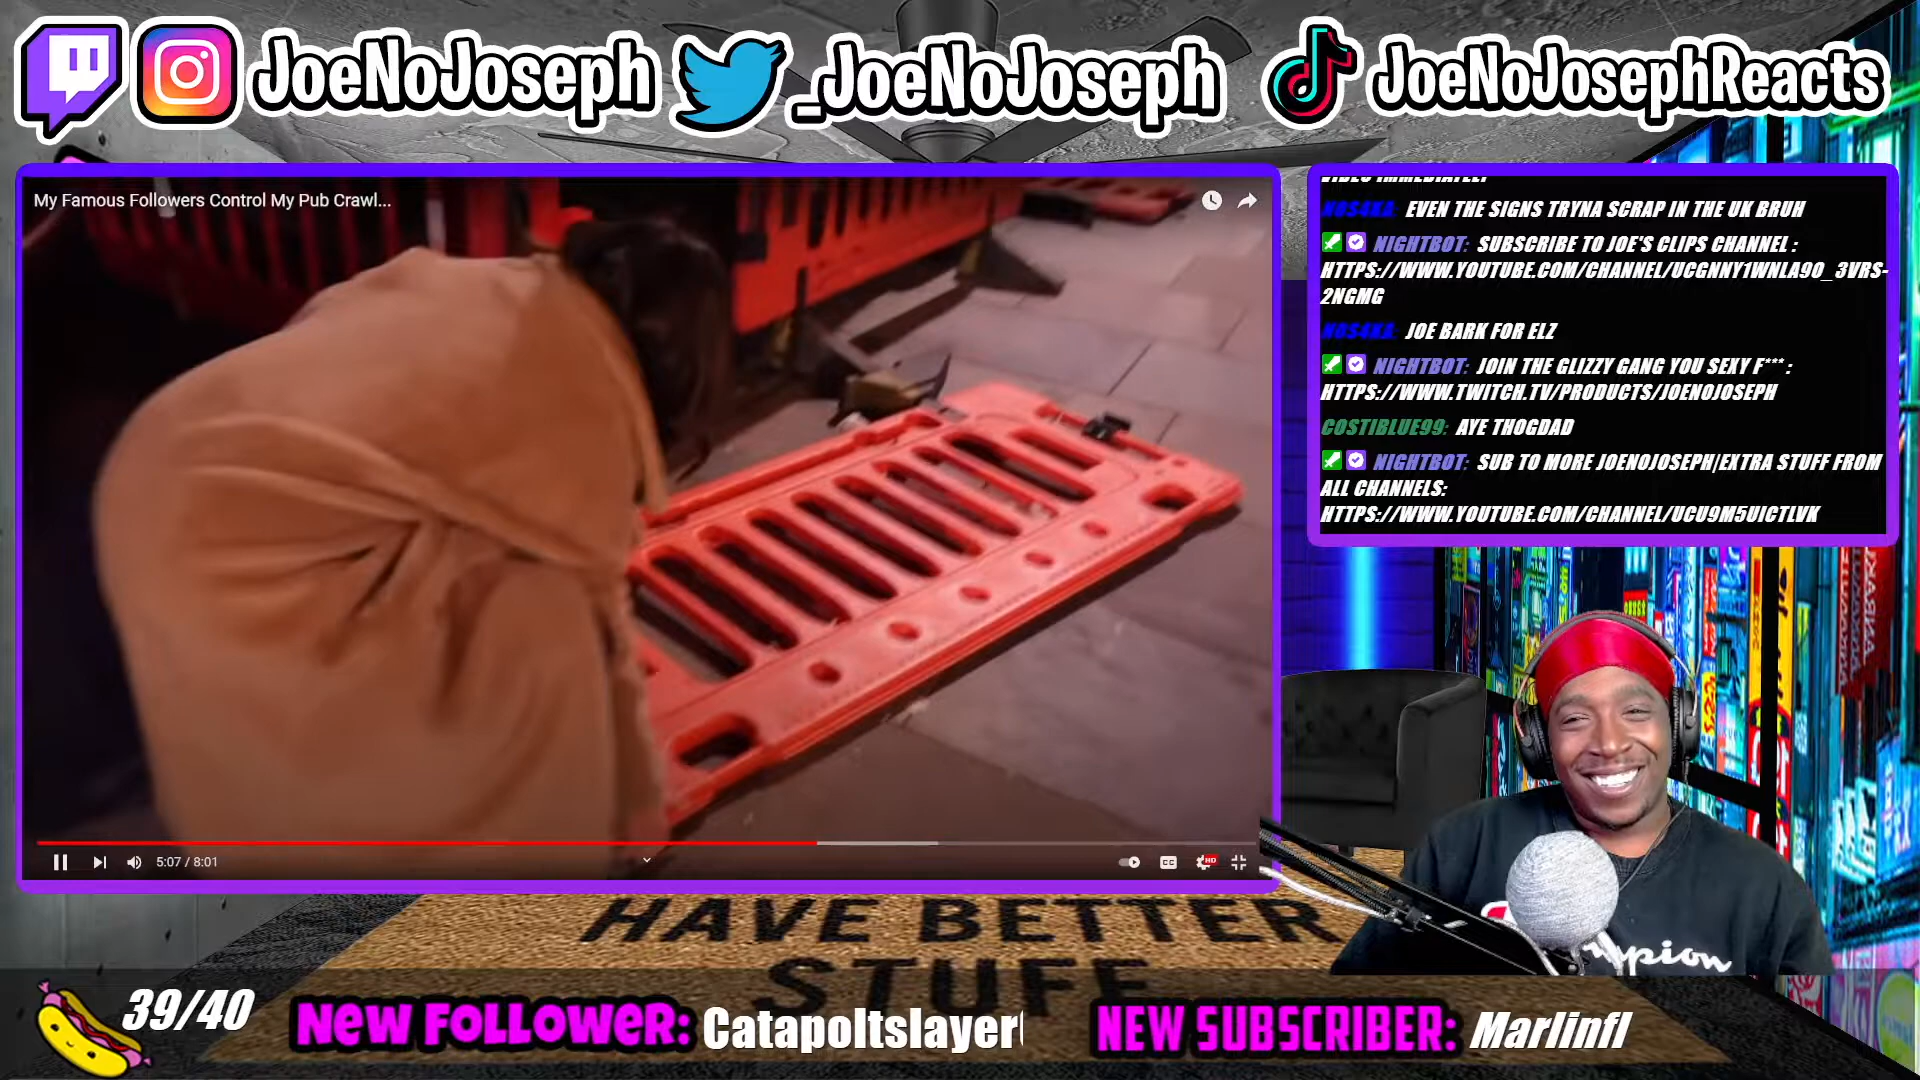 JoeNoJoseph
_JoeNoJoseph
JoeNoJosephReacts
My Famous Followers Control My Pub Crawl...
NOS4XA: EVEN THE SIGNS TRYNA SCRAP IN THE UK BRUH
NIGHTBOT: SUBSCRIBE TO JOE'S CLIPS CHANNEL :
HTTPS://WWW.YOUTUBE.COM/CHANNEL/UCGNNY1WNLA9O_3VRS-
2NGMG
NOS4XA: JOE BARK FOR ELZ
NIGHTBOT: JOIN THE GLIZZY GANG YOU SEXY F*** :
HTTPS://WWW.TWITCH.TV/PRODUCTS/JOENOJOSEPH
COSTIBLUE99: AYE THOGDAD
NIGHTBOT: SUB TO MORE JOENOJOSEPH|EXTRA STUFF FROM
ALL CHANNELS:
HTTPS://WWW.YOUTUBE.COM/CHANNEL/UCU9M5UICTLVK
5:07 / 8:01
CC
HD
HAVE BETTER
STUFF
39/40
NEW FOLLOWER: Catapoltslayer
NEW SUBSCRIBER: Marlinfl